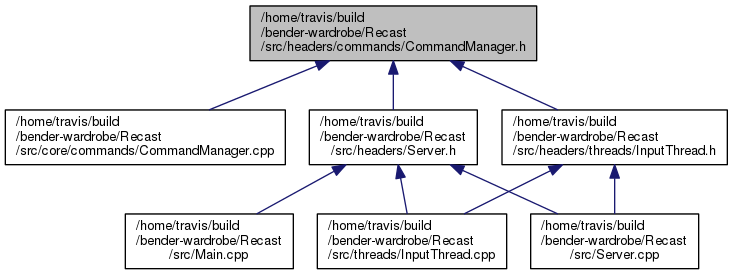 /home/travis/build
/bender-wardrobe/Recast
/src/headers/commands/CommandManager.h
/home/travis/build
/bender-wardrobe/Recast
/src/core/commands/CommandManager.cpp
/home/travis/build
/bender-wardrobe/Recast
/src/headers/Server.h
/home/travis/build
/bender-wardrobe/Recast
/src/headers/threads/InputThread.h
/home/travis/build
/bender-wardrobe/Recast
/src/Main.cpp
/home/travis/build
/bender-wardrobe/Recast
/src/threads/InputThread.cpp
/home/travis/build
/bender-wardrobe/Recast
/src/Server.cpp